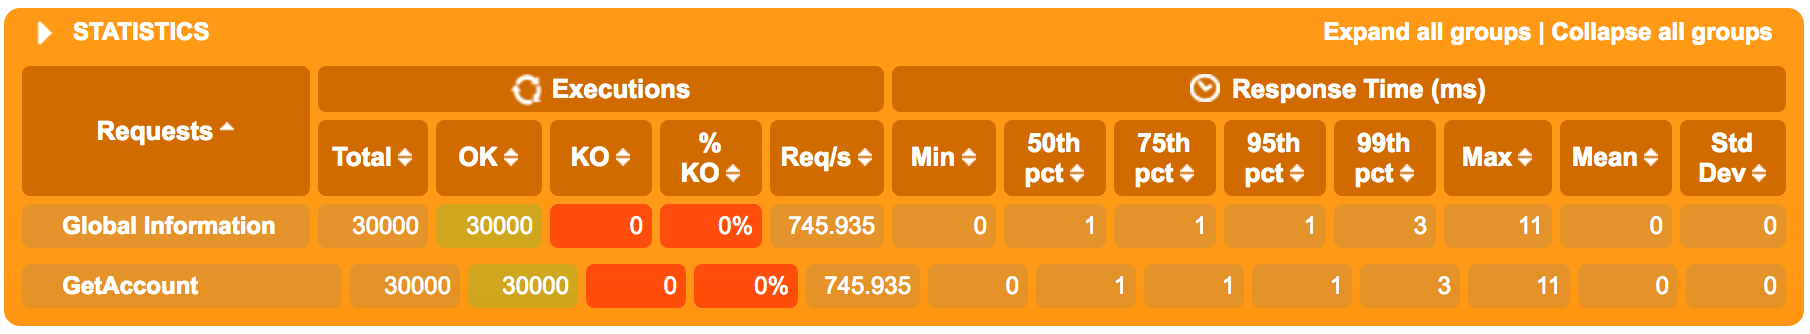 STATISTICS Expand all groups | Collapse all groups
Requests Executions Response Time (ms)
Total OK KO % KO Req/s Min 50th pct 75th pct 95th pct 99th pct Max Mean Std Dev
Global Information 30000 30000 0 0% 745.935 0 1 1 1 3 11 0 0
GetAccount 30000 30000 0 0% 745.935 0 1 1 1 3 11 0 0